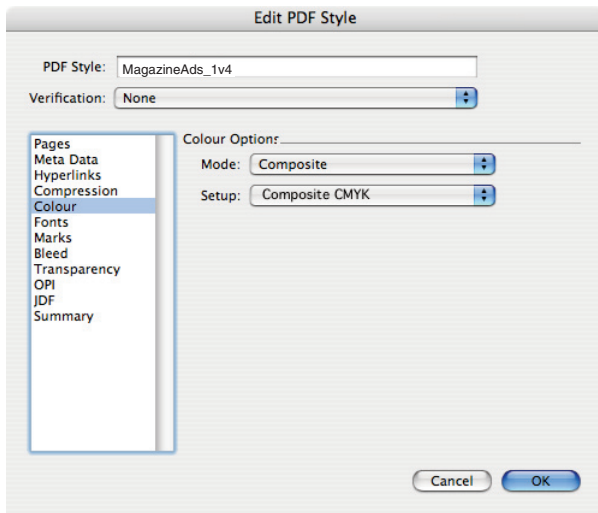 Edit PDF Style
PDF Style: MagazineAds_1v4
Verification: None
Pages
Meta Data
Hyperlinks
Compression
Colour
Fonts
Marks
Bleed
Transparency
OPI
JDF
Summary
Colour Options
Mode: Composite
Setup: Composite CMYK
Cancel
OK